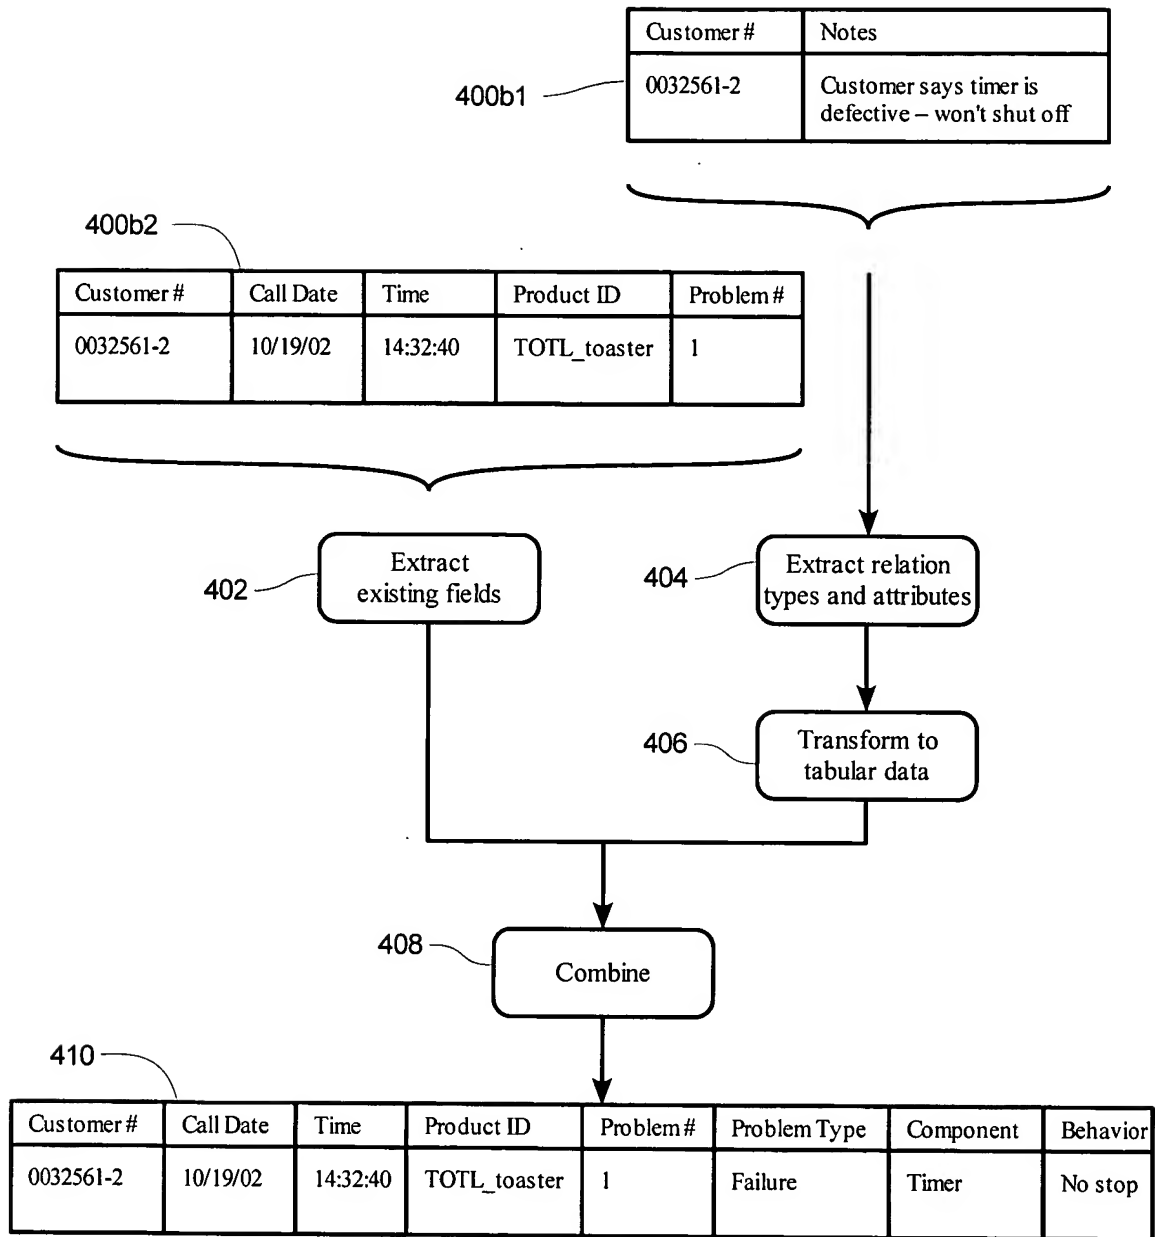 Customer # Notes
400b1
0032561-2 Customer says timer is
defective – won't shut off
400b2
Customer # Call Date Time Product ID Problem #
0032561-2 10/19/02 14:32:40 TOTL_toaster 1
402
Extract
existing fields
404
Extract relation
types and attributes
406
Transform to
tabular data
408
Combine
410
Customer # Call Date Time Product ID Problem # Problem Type Component Behavior
0032561-2 10/19/02 14:32:40 TOTL_toaster 1 Failure Timer No stop